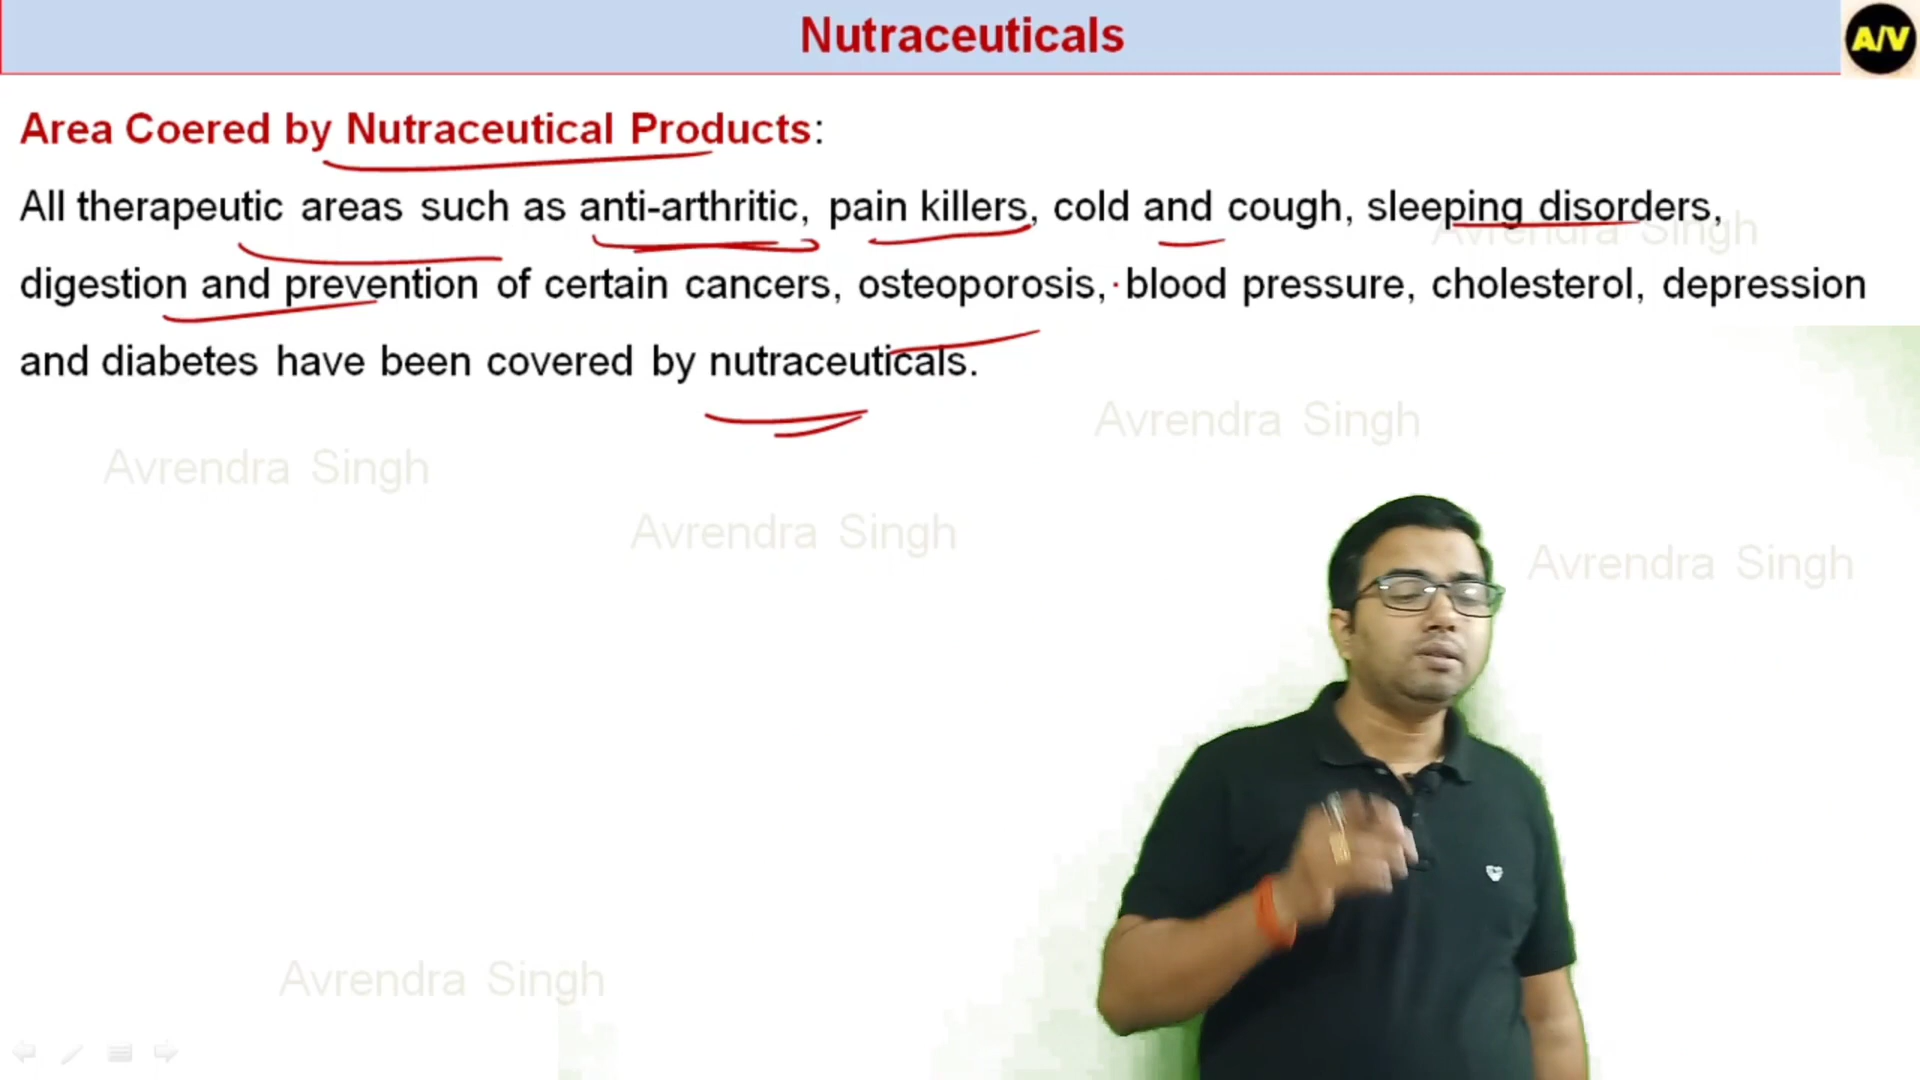 Nutraceuticals
A/V
Area Coered by Nutraceutical Products:
All therapeutic areas such as anti-arthritic, pain killers, cold and cough, sleeping disorders,
Avrendra Singh
digestion and prevention of certain cancers, osteoporosis, blood pressure, cholesterol, depression
and diabetes have been covered by nutraceuticals.
Avrendra Singh
Avrendra Singh
Avrendra Singh
Avrendra Singh
Avrendra Singh